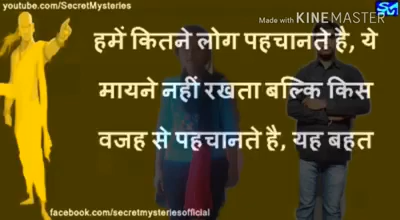 youtube.com/SecretMysteries
Made with KINEMASTER
SM
हमें कितने लोग पहचानते है, ये
मायने नहीं रखता बल्कि किस
वजह से पहचानते है, यह बहत
facebook.com/secretmysteriesofficial